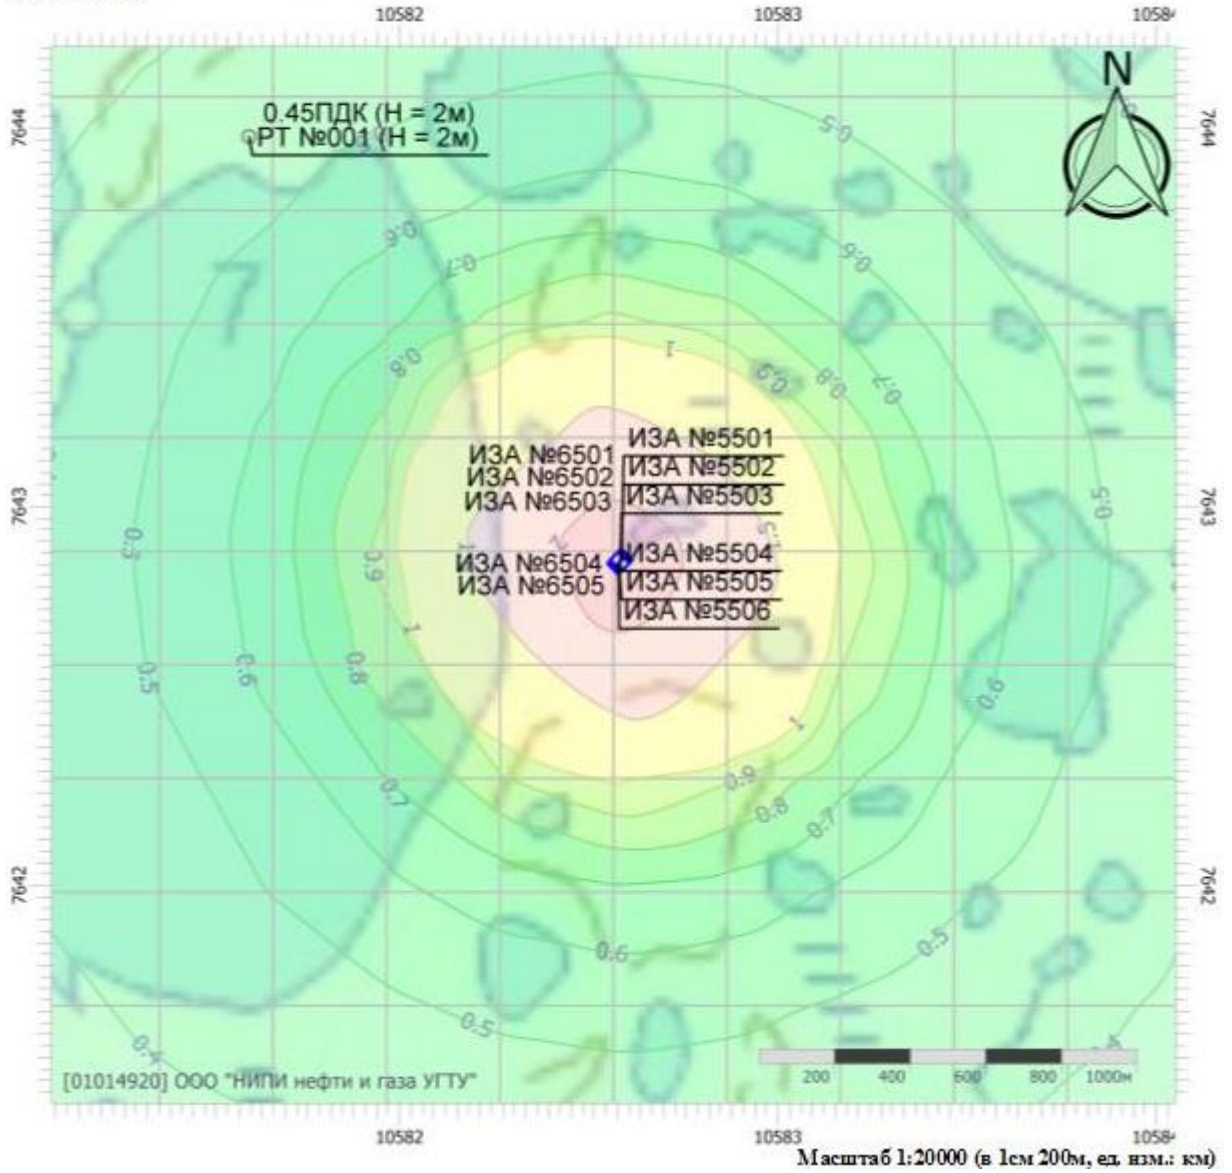 10582 10583
7644 7644
N
0.45ПДК (Н = 2м)
РТ №001 (Н = 2м)
0.5
0.6
0.6
0.7
0.8
1
0.9
0.8
0.7
ИЗА №5501
ИЗА №6501
ИЗА №5502
ИЗА №6502
ИЗА №5503
ИЗА №6503
7643 7643
0.5
0.9
ИЗА №5504
ИЗА №6504
ИЗА №5505
ИЗА №6505
ИЗА №5506
1
0.5
0.6
0.8
0.6
1
0.9
0.8
0.7
0.7
7642 7642
0.6
0.5
0.5
0.4
[01014920] ООО "НИПИ нефти и газа УГТУ"
200 400 600 800 1000м
10582 10583
Масштаб 1:20000 (в 1см 200м, ед. изм.: км)